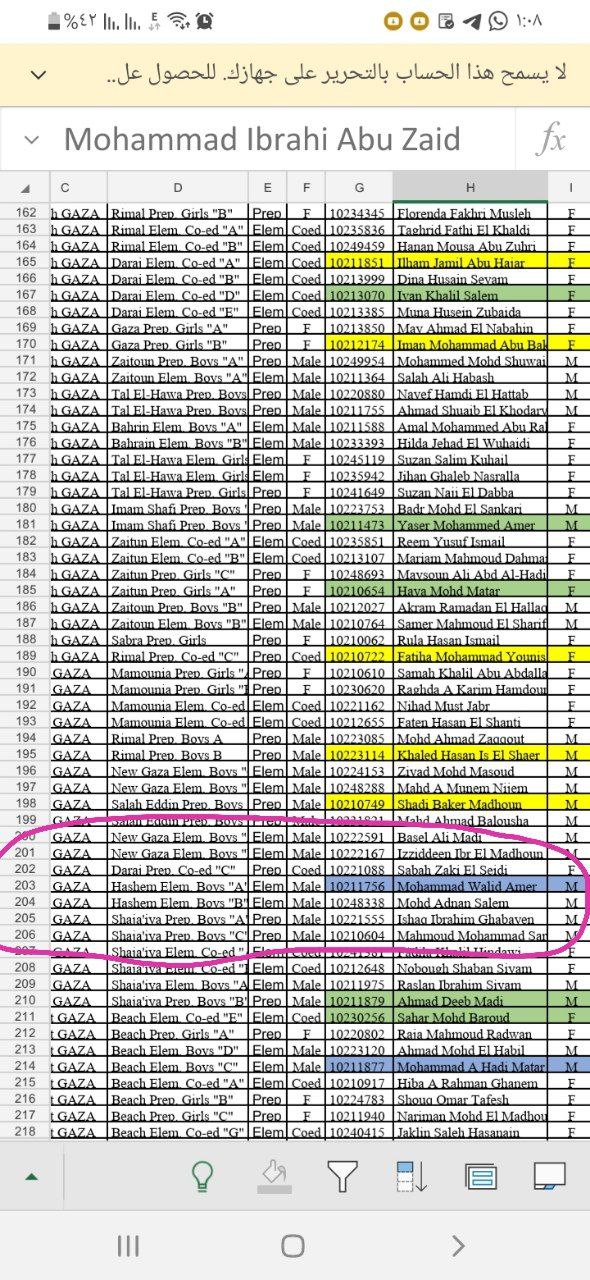 %٤٢ E ١:٠٨
لا يسمح هذا الحساب بالتحرير على جهازك. للحصول عل..
Mohammad Ibrahi Abu Zaid fx
C D E F G H I
162 h GAZA Rimal Prep. Girls "B" Prep F 10234345 Florenda Fakhri Musleh F
163 h GAZA Rimal Elem. Co-ed "A" Elem Coed 10235836 Taghrid Fathi El Khaldi F
164 h GAZA Rimal Elem. Co-ed "B" Elem Coed 10249459 Hanan Mousa Abu Zuhri F
165 h GAZA Daraj Elem. Co-ed "A" Elem Coed 10211851 Ilham Jamil Abu Hajar F
166 h GAZA Daraj Elem. Co-ed "B" Elem Coed 10213999 Dina Husain Seyam F
167 h GAZA Daraj Elem. Co-ed "D" Elem Coed 10213070 Ivan Khalil Salem F
168 h GAZA Daraj Elem. Co-ed "E" Elem Coed 10213385 Muna Husein Zubaida F
169 h GAZA Gaza Prep. Girls "A" Prep F 10213850 May Ahmad El Nabahin F
170 h GAZA Gaza Prep. Girls "B" Prep F 10212174 Iman Mohammad Abu Bak F
171 h GAZA Zaitoun Prep. Boys "A" Prep Male 10249954 Mohammed Mohd Shuwai M
172 h GAZA Zaitoun Elem. Boys "A" Elem Male 10211364 Salah Ali Habash M
173 h GAZA Tal El-Hawa Prep. Boys Prep Male 10220880 Nayef Hamdi El Hattab M
174 h GAZA Tal El-Hawa Prep. Boys Prep Male 10211755 Ahmad Shuaib El Khodary M
175 h GAZA Bahrin Elem. Boys "A" Elem Male 10211588 Amal Mohammed Abu Ral F
176 h GAZA Bahrain Elem. Boys "B" Elem Male 10233393 Hilda Jehad El Wuhaidi F
177 h GAZA Tal El-Hawa Elem. Girls Elem F 10245119 Suzan Salim Kuhail F
178 h GAZA Tal El-Hawa Elem. Girls Elem F 10235942 Jihan Ghaleb Nasralla F
179 h GAZA Tal El-Hawa Prep. Girls Prep F 10241649 Suzan Naji El Dabba F
180 h GAZA Imam Shafi Prep. Boys " Prep Male 10223753 Badr Mohd El Sankari M
181 h GAZA Imam Shafi Prep. Boys " Prep Male 10211473 Yaser Mohammed Amer M
182 h GAZA Zaitun Elem. Co-ed "A" Elem Coed 10235851 Reem Yusuf Ismail F
183 h GAZA Zaitun Elem. Co-ed "B" Elem Coed 10213107 Mariam Mahmoud Dahma F
184 h GAZA Zaitun Prep. Girls "C" Prep F 10248693 Maysoun Ali Abd Al-Hadi F
185 h GAZA Zaitun Prep. Girls "A" Prep F 10210654 Haya Mohd Matar F
186 h GAZA Zaitoun Prep. Boys "B" Prep Male 10212027 Akram Ramadan El Hallaq M
187 h GAZA Zaitoun Elem. Boys "B" Elem Male 10210764 Samer Mahmoud El Sharif M
188 h GAZA Sabra Prep. Girls Prep F 10210062 Rula Hasan Ismail F
189 h GAZA Rimal Prep. Co-ed "C" Prep Coed 10210722 Fatiha Mohammad Younis F
190 GAZA Mamounia Prep. Girls "A Prep F 10210610 Samah Khalil Abu Abdalla F
191 GAZA Mamounia Prep. Girls "B Prep F 10230620 Raghda A Karim Hamdour F
192 GAZA Mamounia Elem. Co-ed Elem Coed 10221162 Nihad Must Jabr F
193 GAZA Mamounia Elem. Co-ed Elem Coed 10212655 Faten Hasan El Shanti F
194 GAZA Rimal Prep. Boys A Prep Male 10223085 Mohd Ahmad Zaqqout M
195 GAZA Rimal Prep. Boys B Prep Male 10223114 Khaled Hasan Is El Shaer M
196 GAZA New Gaza Elem. Boys " Elem Male 10224153 Ziyad Mohd Masoud M
197 GAZA New Gaza Elem. Boys " Elem Male 10248288 Mahd A Munem Nijem M
198 GAZA Salah Eddin Prep. Boys Prep Male 10210749 Shadi Baker Madhoun M
199 GAZA Salah Eddin Prep. Boys Prep Male Mahd Ahmad Balousha M
200 GAZA New Gaza Elem. Boys " Elem Male 10222591 Basel Ali Madi M
201 GAZA New Gaza Elem. Boys " Elem Male 10222167 Izziddeen Ibr El Madhoun M
202 GAZA Daraj Prep. Co-ed "C" Prep Coed 10221088 Sabah Zaki El Seidi F
203 GAZA Hashem Elem. Boys "A" Elem Male 10211756 Mohammad Walid Amer M
204 GAZA Hashem Elem. Boys "B" Elem Male 10248338 Mohd Adnan Salem M
205 GAZA Shaja'iya Prep. Boys "A" Prep Male 10221555 Ishaq Ibrahim Ghabayen M
206 GAZA Shaja'iya Prep. Boys "C" Prep Male 10210604 Mahmoud Mohammad Sar M
207 GAZA Shaja'iya Elem. Co-ed " Elem Coed Khalil Hindawi F
208 GAZA Shaja'iya Elem. Co-ed "I Elem Coed 10212648 Nobough Shaban Siyam F
209 GAZA Shaja'iya Elem. Boys "A Elem Male 10211975 Raslan Ibrahim Siyam M
210 GAZA Shaja'iya Prep. Boys "B" Prep Male 10211879 Ahmad Deeb Madi M
211 t GAZA Beach Elem. Co-ed "E" Elem Coed 10230256 Sahar Mohd Baroud F
212 t GAZA Beach Prep. Girls "A" Prep F 10220802 Raja Mahmoud Radwan F
213 t GAZA Beach Elem. Boys "D" Elem Male 10223120 Ahmad Mohd El Habil M
214 t GAZA Beach Elem. Boys "C" Elem Male 10211877 Mohammad A Hadi Matar M
215 t GAZA Beach Elem. Co-ed "A" Elem Coed 10210917 Hiba A Rahman Ghanem F
216 t GAZA Beach Prep. Girls "B" Prep F 10224783 Shouq Omar Tafesh F
217 t GAZA Beach Prep. Girls "C" Prep F 10211940 Nariman Mohd El Madhou F
218 t GAZA Beach Elem. Co-ed "G" Elem Coed 10240415 Jaklin Saleh Hasanain F